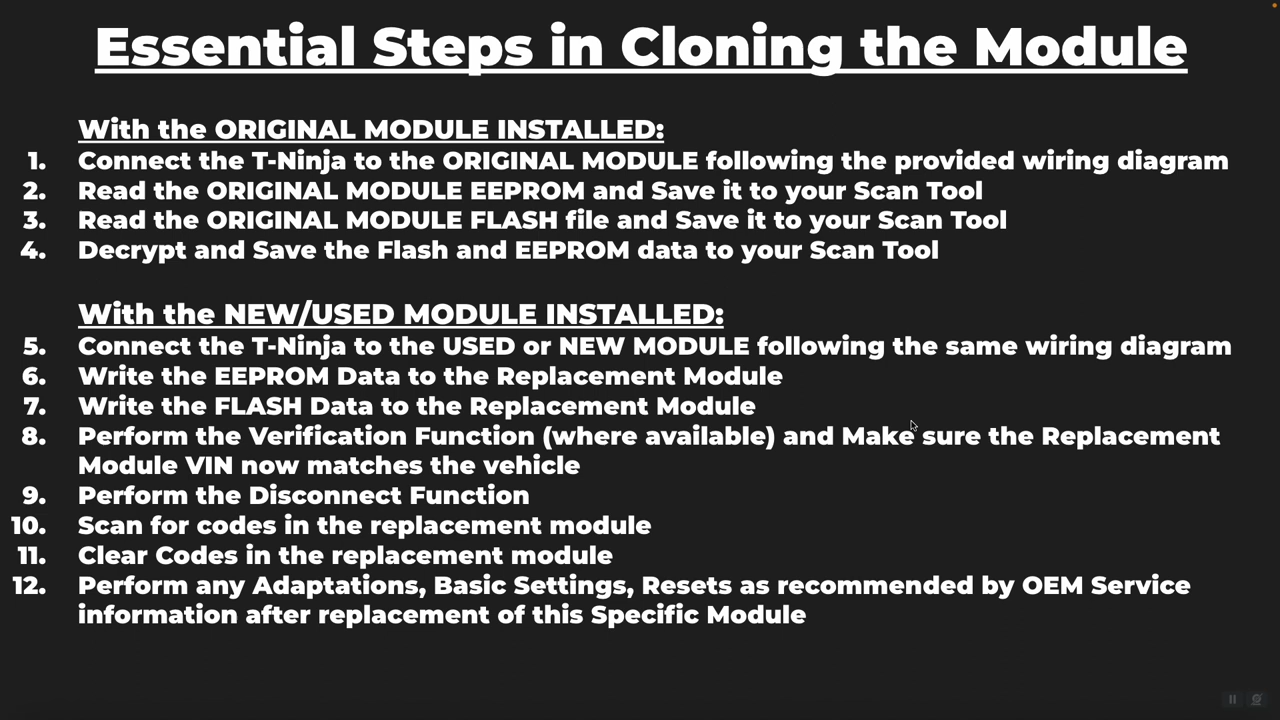 Essential Steps in Cloning the Module
With the ORIGINAL MODULE INSTALLED:
1. Connect the T-Ninja to the ORIGINAL MODULE following the provided wiring diagram
2. Read the ORIGINAL MODULE EEPROM and Save it to your Scan Tool
3. Read the ORIGINAL MODULE FLASH file and Save it to your Scan Tool
4. Decrypt and Save the Flash and EEPROM data to your Scan Tool
With the NEW/USED MODULE INSTALLED:
5. Connect the T-Ninja to the USED or NEW MODULE following the same wiring diagram
6. Write the EEPROM Data to the Replacement Module
7. Write the FLASH Data to the Replacement Module
8. Perform the Verification Function (where available) and Make sure the Replacement
Module VIN now matches the vehicle
9. Perform the Disconnect Function
10. Scan for codes in the replacement module
11. Clear Codes in the replacement module
12. Perform any Adaptations, Basic Settings, Resets as recommended by OEM Service
information after replacement of this Specific Module